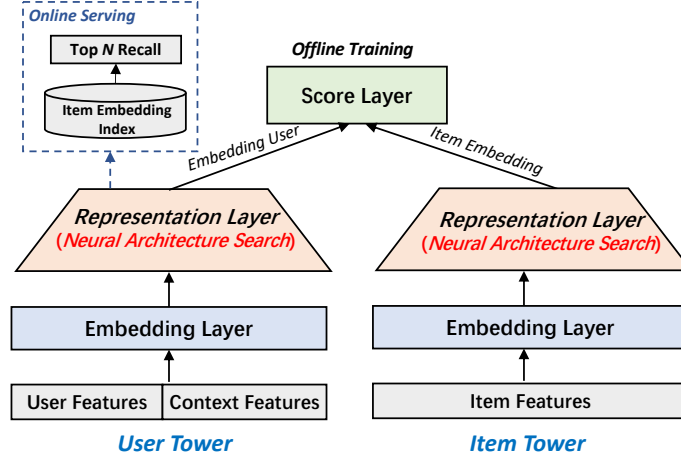 Online Serving
Top N Recall
Item Embedding
Index
Offline Training
Score Layer
Embedding User
Item Embedding
Representation Layer
(Neural Architecture Search)
Representation Layer
(Neural Architecture Search)
Embedding Layer
Embedding Layer
User Features
Context Features
Item Features
User Tower
Item Tower